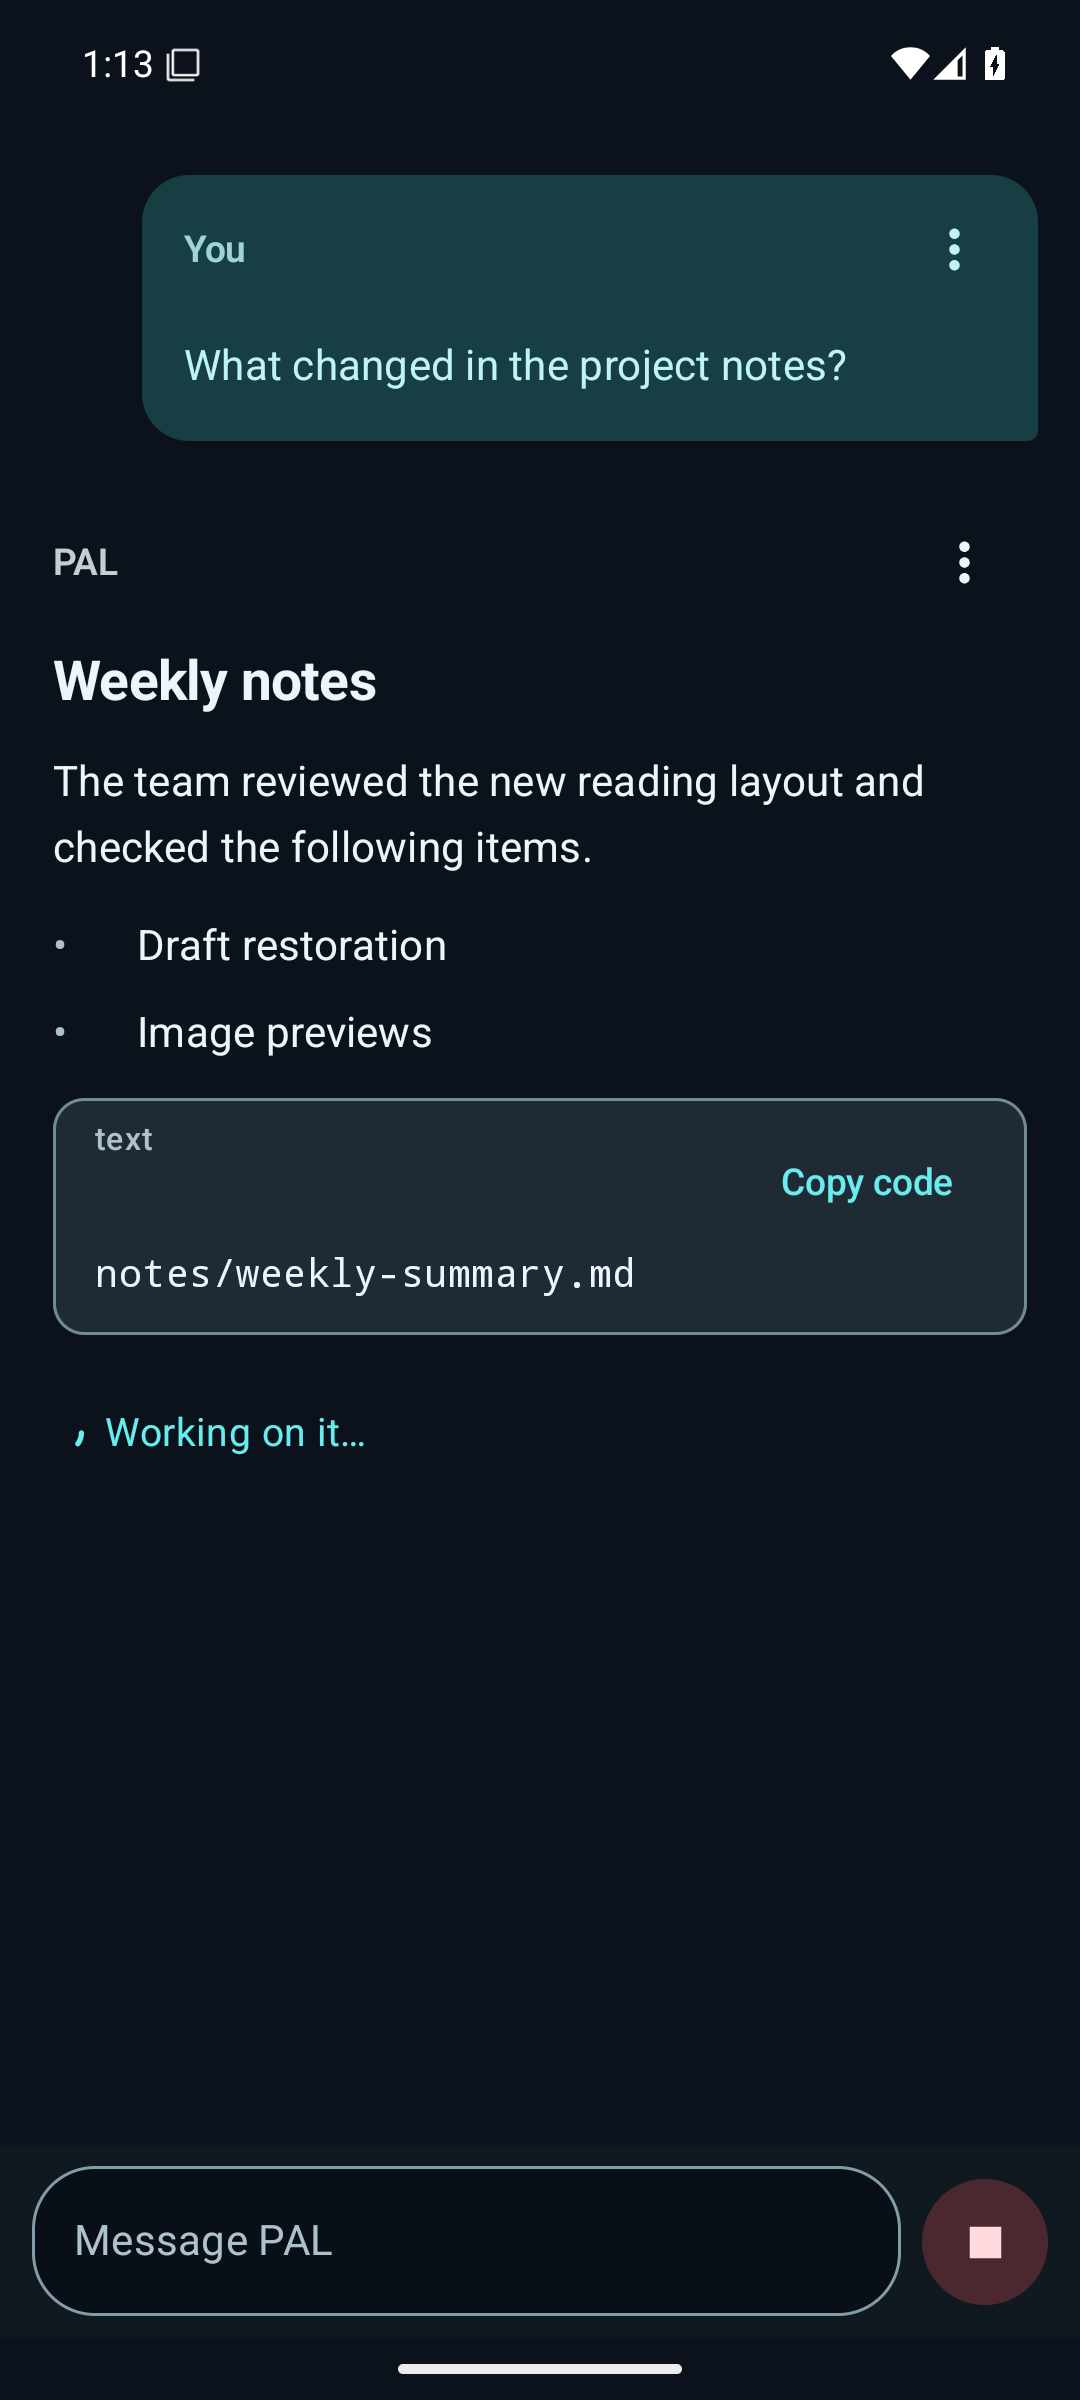 1:13
You
What changed in the project notes?
PAL
Weekly notes
The team reviewed the new reading layout and
checked the following items.
• Draft restoration
• Image previews
text
Copy code
notes/weekly-summary.md
Working on it…
Message PAL